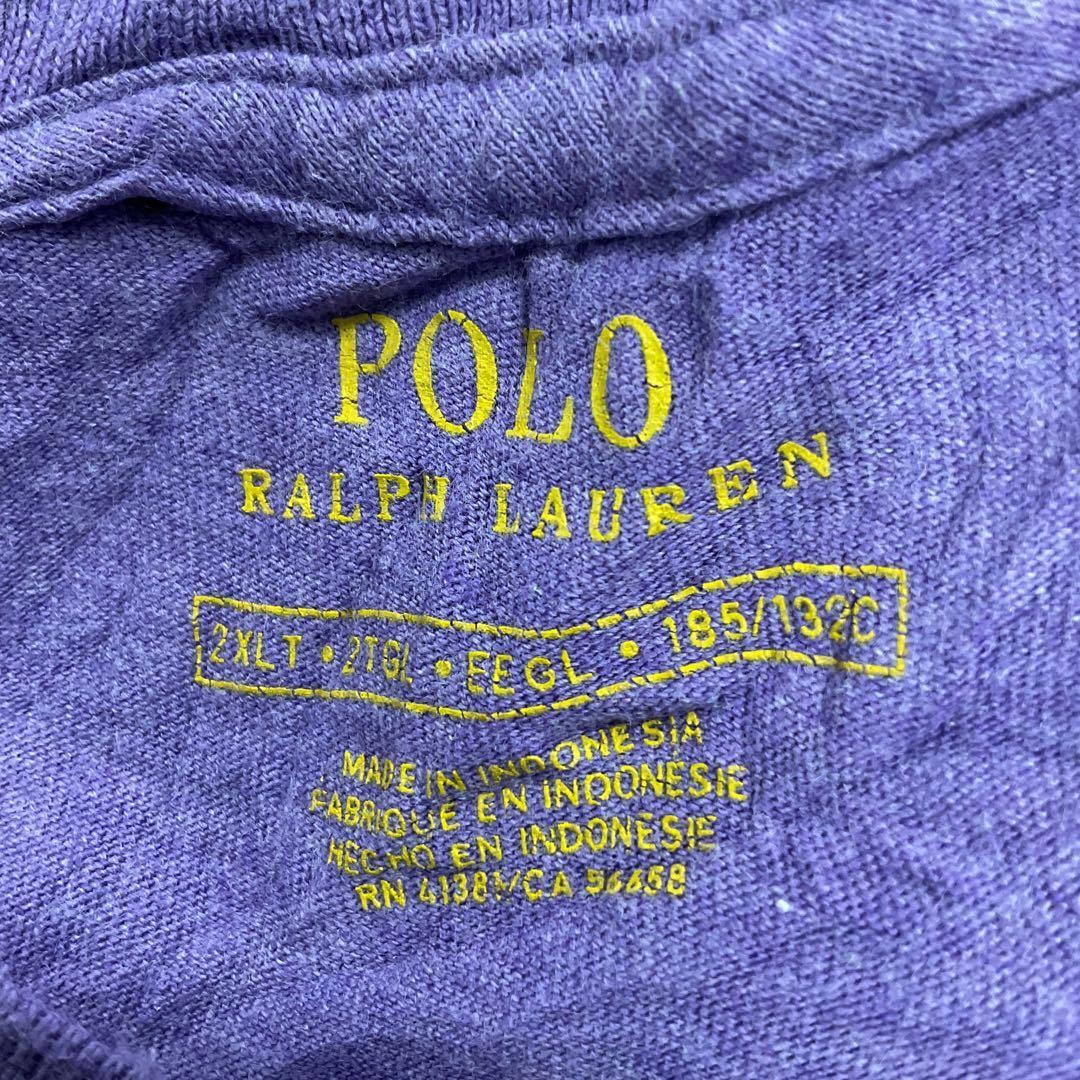 POLO
RALPH LAUREN
2XLT • 2TGL • EEGL • 185/132C
MADE IN INDONESIA
FABRIQUE EN INDONÉSIE
HECHO EN INDONESIE
RN 41381/CA 56658